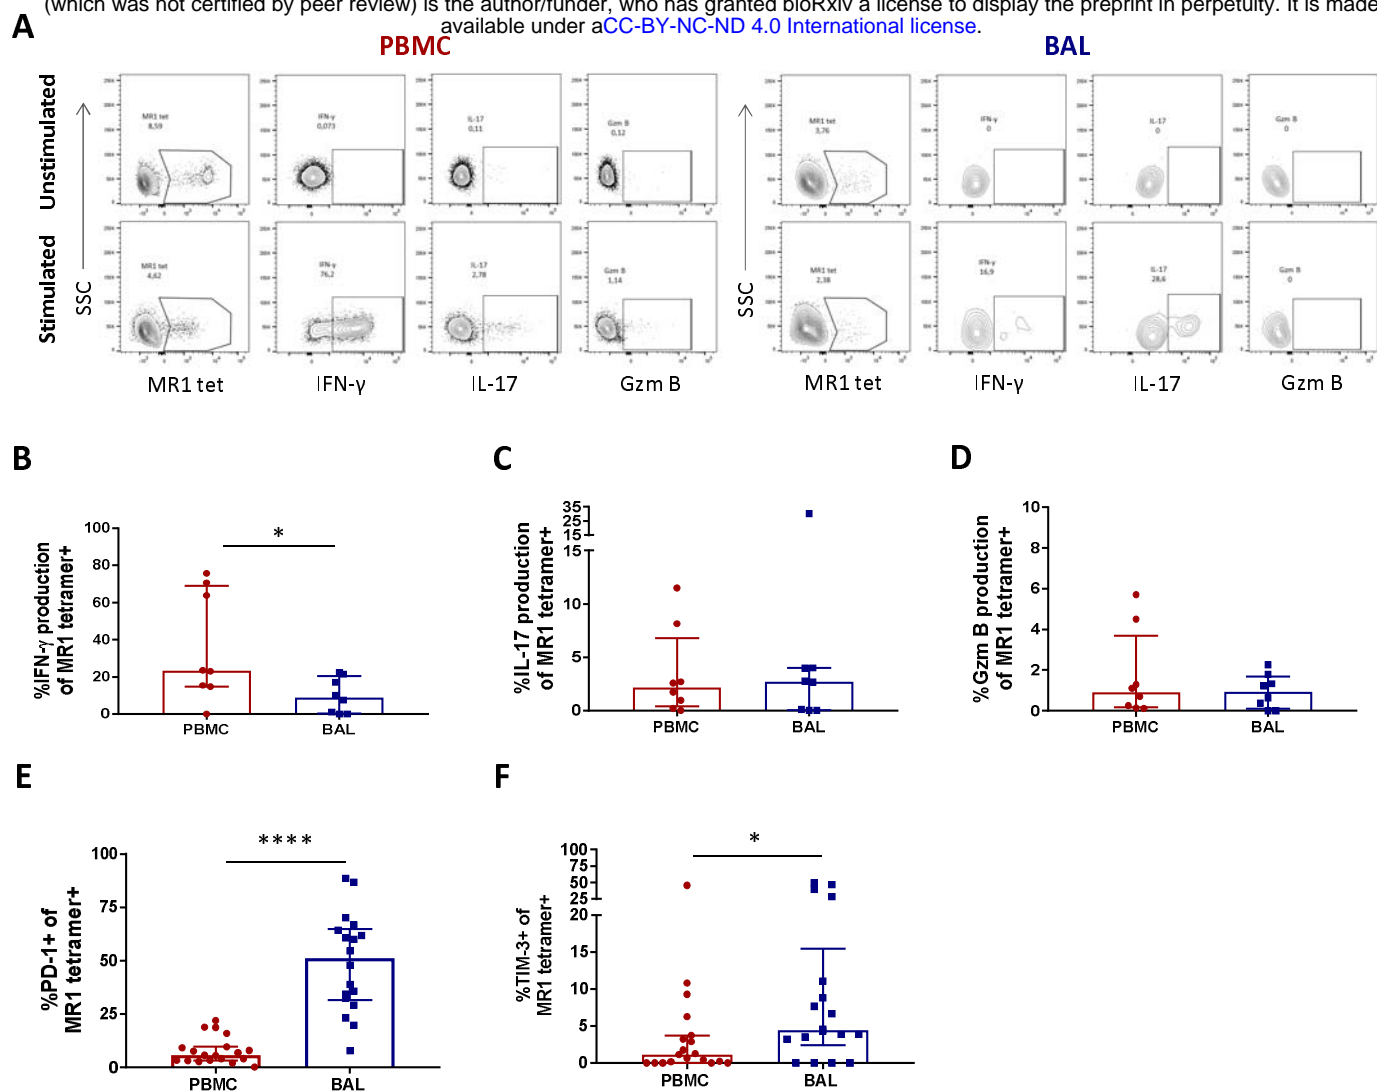 (which was not certified by peer review) is the author/funder, who has granted bioRxiv a license to display the preprint in perpetuity. It is made
available under aCC-BY-NC-ND 4.0 International license.
A
PBMC
BAL
Unstimulated
SSC
MR1 tet
8,59
IFN-γ
0,073
IL-17
0,11
Gzm B
0,12
SSC
MR1 tet
3,76
IFN-γ
0
IL-17
0
Gzm B
0
Stimulated
MR1 tet
4,62
IFN-γ
76,2
IL-17
2,78
Gzm B
1,14
MR1 tet
2,38
IFN-γ
16,9
IL-17
28,6
Gzm B
0
MR1 tet
IFN-γ
IL-17
Gzm B
MR1 tet
IFN-γ
IL-17
Gzm B
B
%IFN-γ production
of MR1 tetramer+
100
80
60
40
20
0
*
PBMC
BAL
C
%IL-17 production
of MR1 tetramer+
35
25
15
15
10
5
0
PBMC
BAL
D
%Gzm B production
of MR1 tetramer+
10
8
6
4
2
0
PBMC
BAL
E
%PD-1+ of
MR1 tetramer+
100
75
50
25
0
****
PBMC
BAL
F
%TIM-3+ of
MR1 tetramer+
100
75
50
25
20
15
10
5
0
*
PBMC
BAL